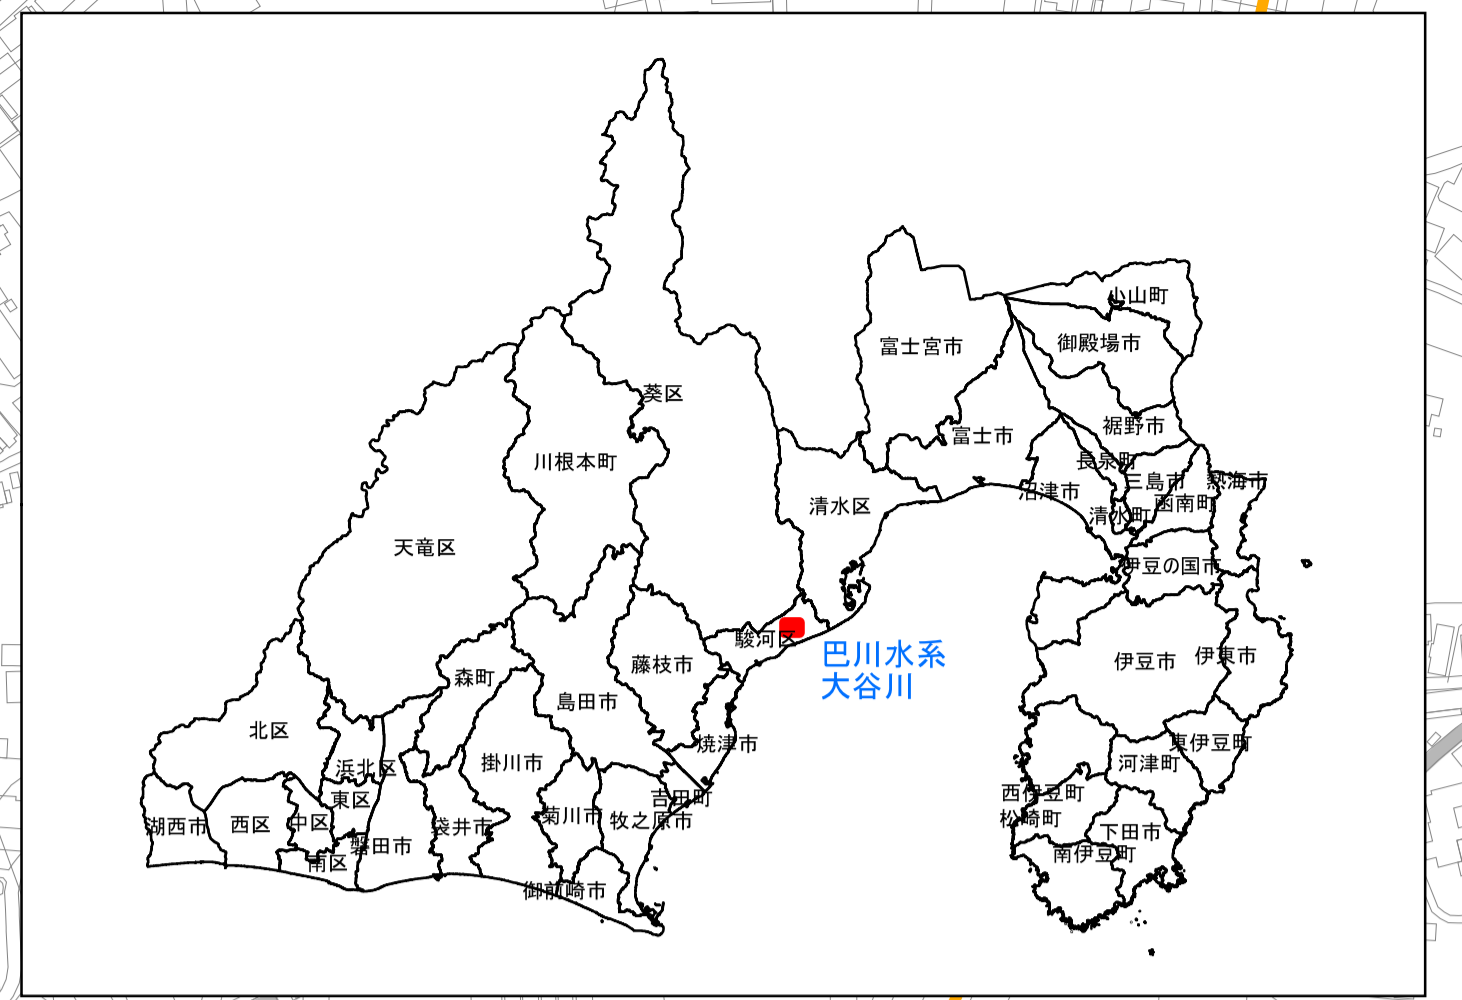 小山町
御殿場市
富士宮市
葵区
裾野市
富士市
川根本町
長泉町
三島市
熱海市
沼津市
函南町
清水区
清水町
天竜区
伊豆の国市
駿河区
巴川水系
大谷川
伊豆市
伊東市
藤枝市
森町
島田市
北区
焼津市
東伊豆町
掛川市
河津町
浜北区
西伊豆町
東区
吉田町
松崎町
湖西市
西区
中区
袋井市
菊川市
牧之原市
下田市
磐田市
南伊豆町
南区
御前崎市